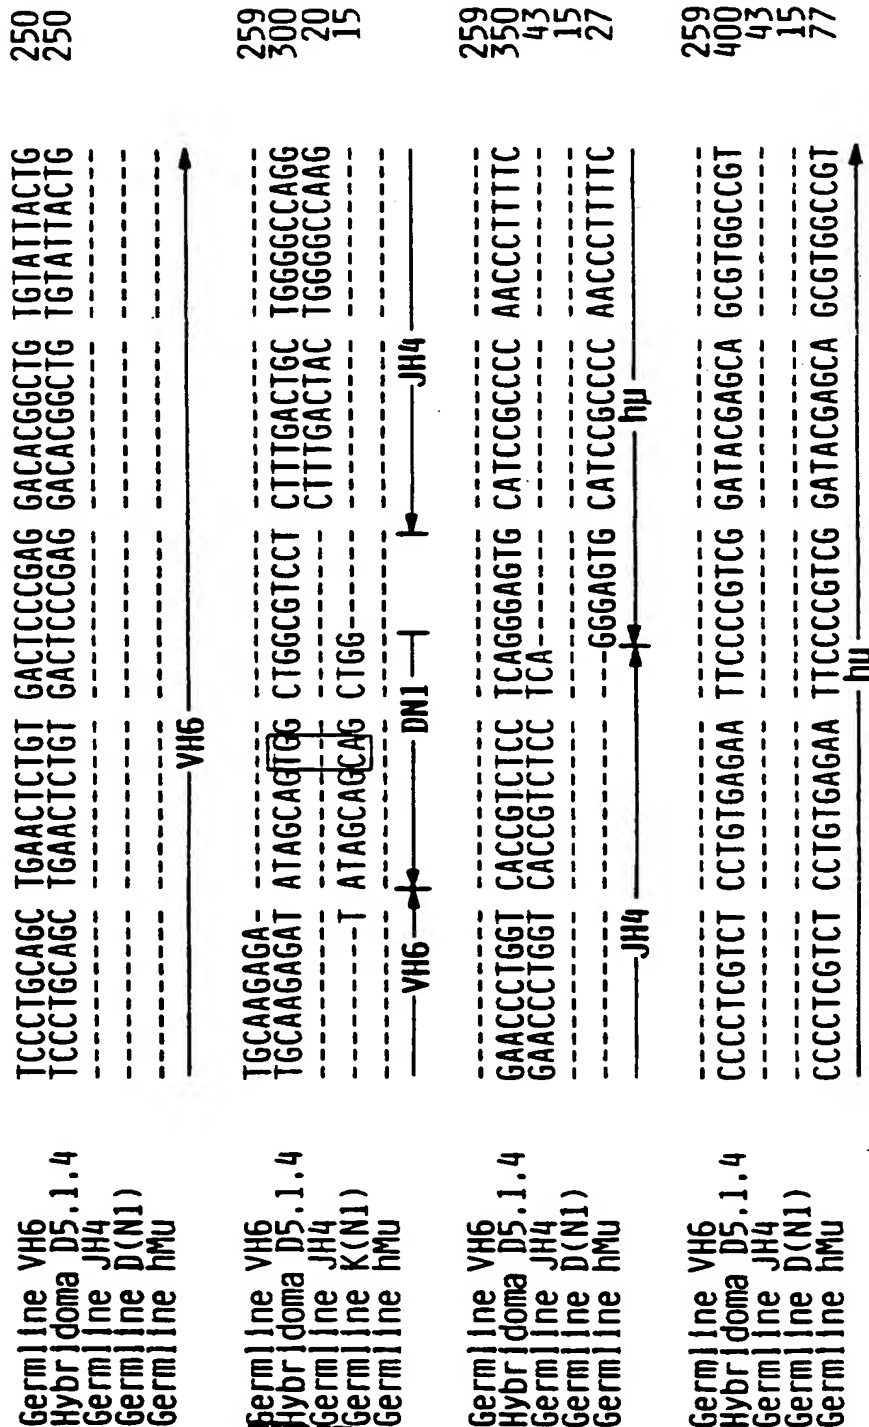 Germline VH6 TCCCTGCAGC TGAACTCTGT GACTCCCGAG GACACGGCTG TGTATTACTG 250
Hybridoma D5.1.4 TCCCTGCAGC TGAACTCTGT GACTCCCGAG GACACGGCTG TGTATTACTG 250
Germline JH4 ---------- ---------- ---------- ---------- ----------
Germline D(N1) ---------- ---------- ---------- ---------- ----------
Germline hMu ---------- ---------- ---------- ---------- ----------
VH6
Germline VH6 TGCAAGAGA- ---------- ---------- ---------- ---------- 259
Hybridoma D5.1.4 TGCAAGAGAT ATAGCAGTGG CTGGCGTCCT CTTTGACTGC TGGGGCCAGG 300
Germline JH4 ---------- ---------- ---------- CTTTGACTAC TGGGGCCAAG 20
Germline K(N1) ---------T ATAGCAGCAG CTGG------ ---------- ---------- 15
Germline hMu ---------- ---------- ---------- ---------- ----------
VH6 DN1 JH4
Germline VH6 ---------- ---------- ---------- ---------- ---------- 259
Hybridoma D5.1.4 GAACCCTGGT CACCGTCTCC TCAGGGAGTG CATCCGCCCC AACCCTTTTC 350
Germline JH4 GAACCCTGGT CACCGTCTCC TCA------- ---------- ---------- 43
Germline D(N1) ---------- ---------- ---------- ---------- ---------- 15
Germline hMu ---------- ---------- ---GGGAGTG CATCCGCCCC AACCCTTTTC 27
JH4 hµ
Germline VH6 ---------- ---------- ---------- ---------- ---------- 259
Hybridoma D5.1.4 CCCCTCGTCT CCTGTGAGAA TTCCCCGTCG GATACGAGCA GCGTGGCCGT 400
Germline JH4 ---------- ---------- ---------- ---------- ---------- 43
Germline D(N1) ---------- ---------- ---------- ---------- ---------- 15
Germline hMu CCCCTCGTCT CCTGTGAGAA TTCCCCGTCG GATACGAGCA GCGTGGCCGT 77
hµ